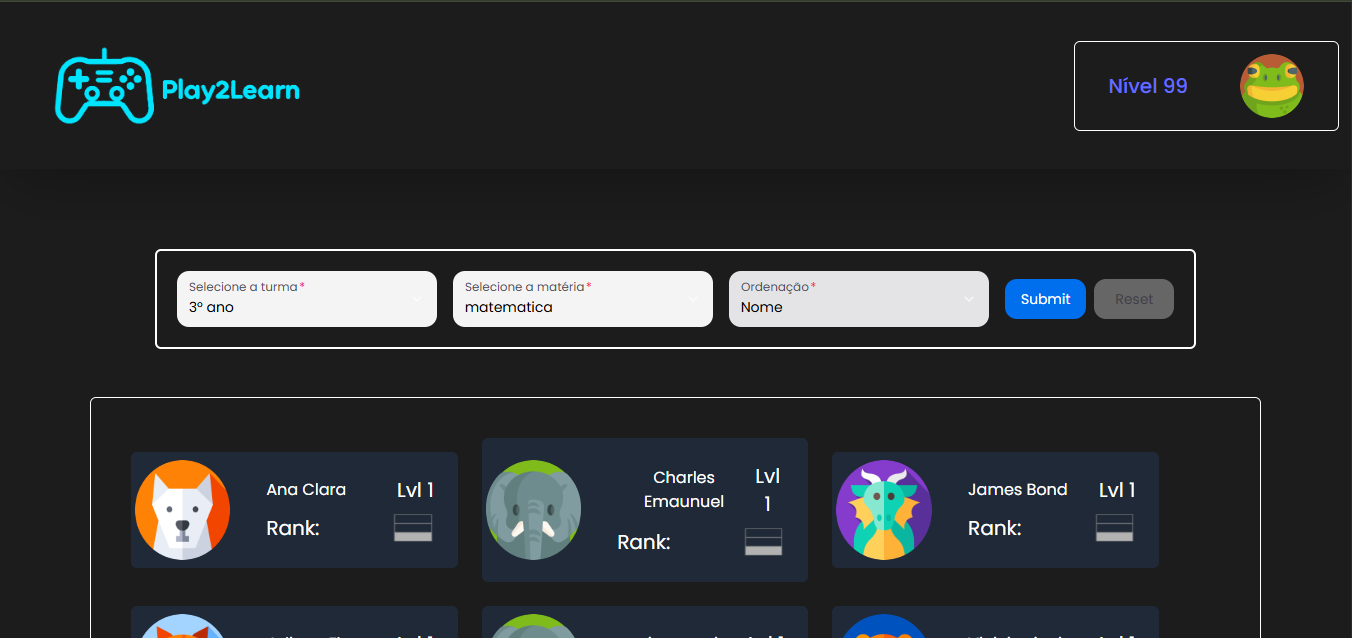 Play2Learn
Nível 99
Selecione a turma*
3º ano
Selecione a matéria*
matematica
Ordenação*
Nome
Submit
Reset
Ana Clara
Lvl 1
Rank:
Charles
Emaunuel
Lvl
1
Rank:
James Bond
Lvl 1
Rank: